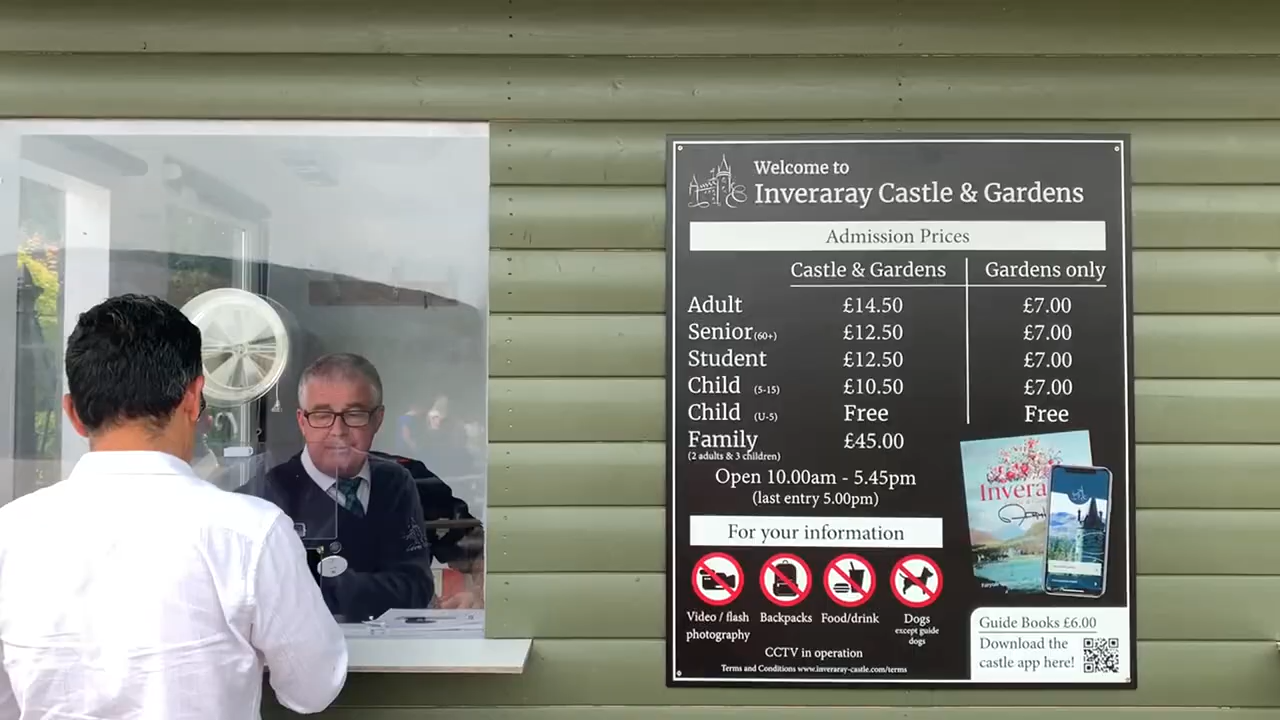 Welcome to
Inveraray Castle & Gardens
Admission Prices
Castle & Gardens Gardens only
Adult £14.50 £7.00
Senior (60+) £12.50 £7.00
Student £12.50 £7.00
Child (5-15) £10.50 £7.00
Child (U-5) Free Free
Family £45.00
(2 adults & 3 children)
Open 10.00am - 5.45pm
(last entry 5.00pm)
Invera
For your information
Video / flash photography
Backpacks
Food/drink
Dogs
except guide
dogs
CCTV in operation
Terms and Conditions www.inveraray-castle.com/terms
Guide Books £6.00
Download the
castle app here!